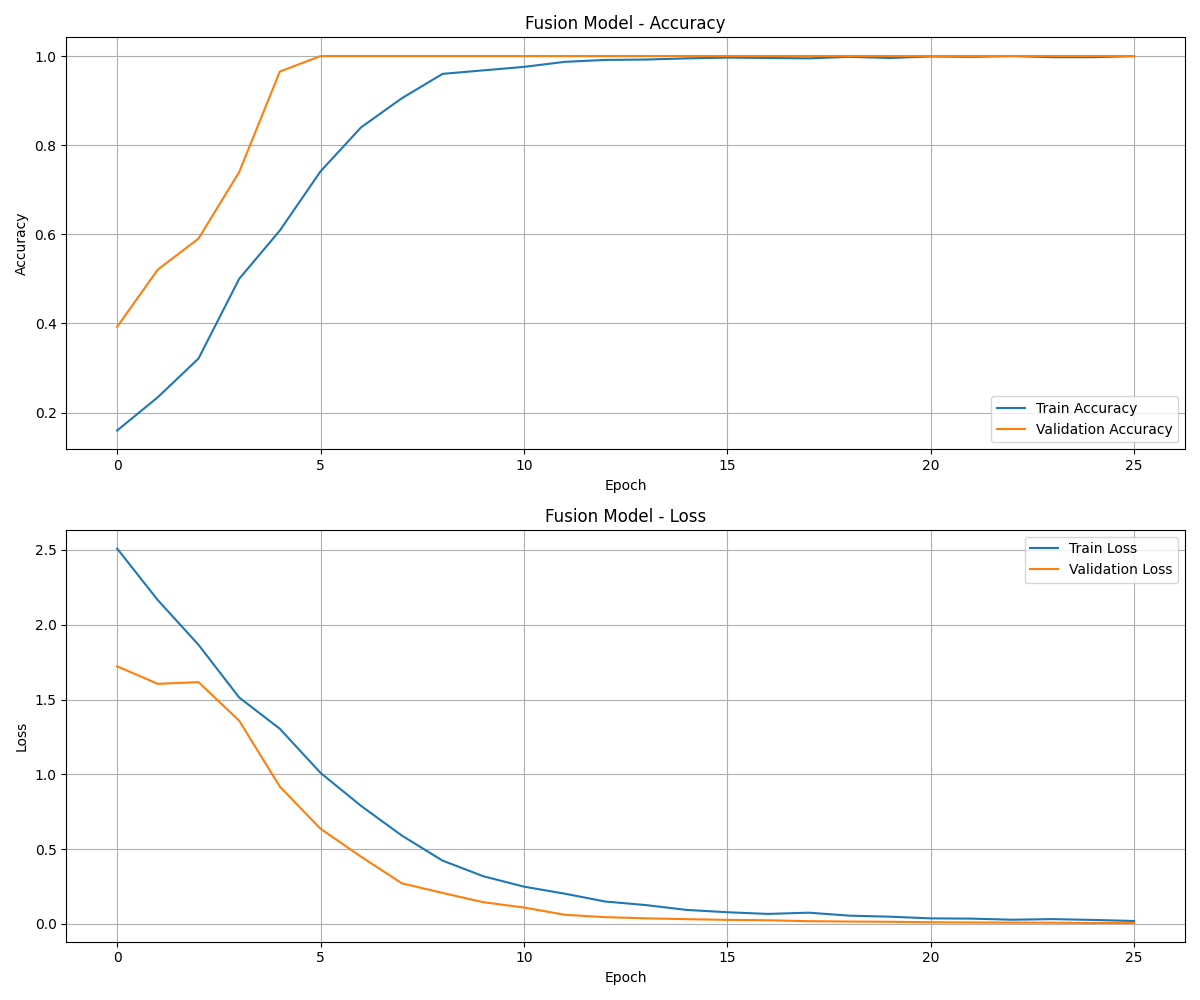 Fusion Model - Accuracy
1.0
0.8
0.6
0.4
0.2
Accuracy
Train Accuracy
Validation Accuracy
0 5 10 15 20 25
Epoch
Fusion Model - Loss
2.5
2.0
1.5
1.0
0.5
0.0
Loss
Train Loss
Validation Loss
0 5 10 15 20 25
Epoch